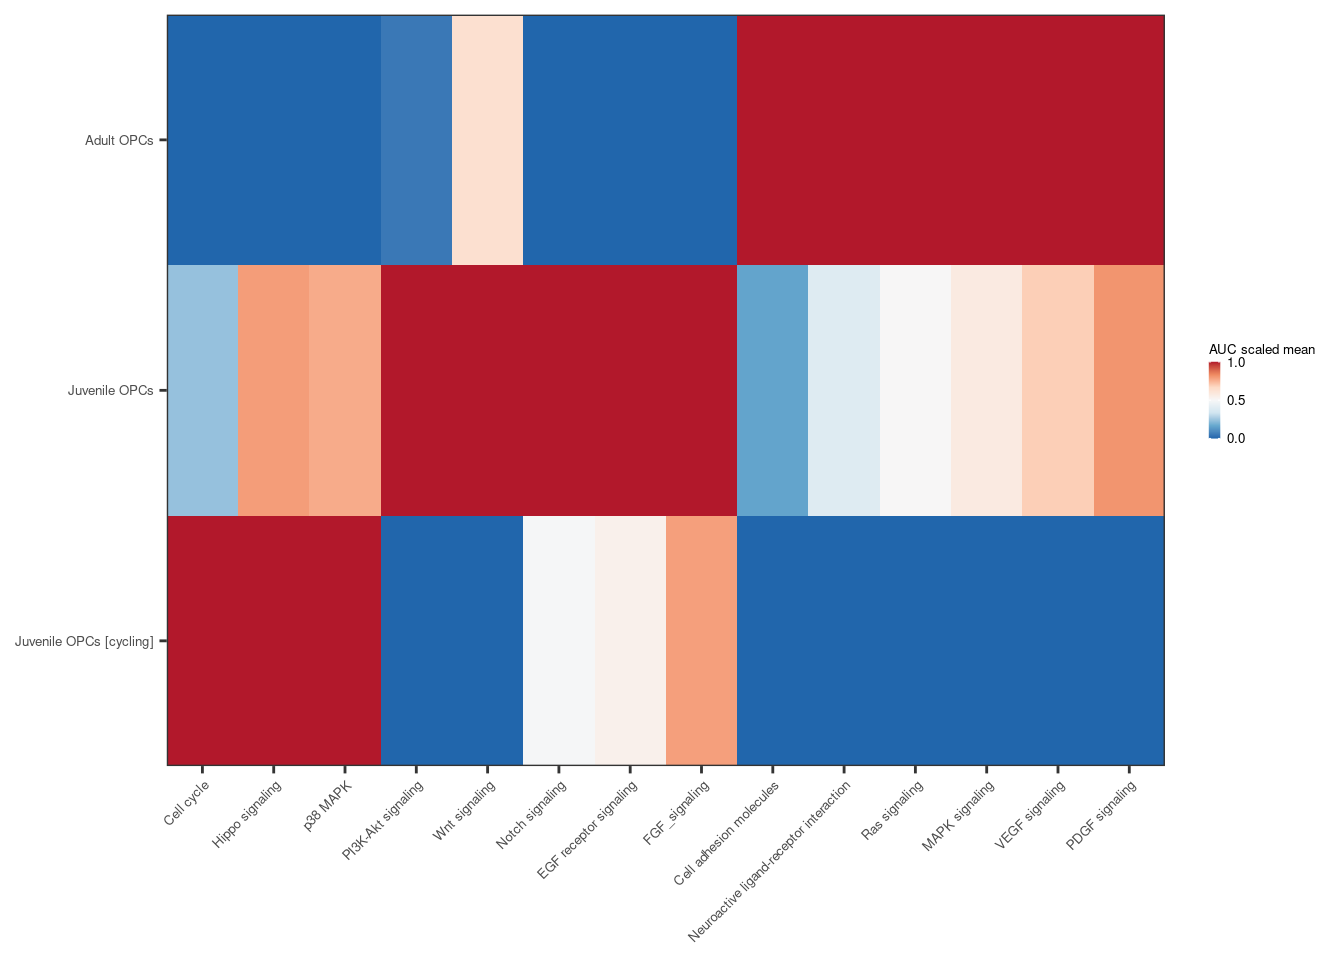 Adult OPCs
Juvenile OPCs
Juvenile OPCs [cycling]
Cell cycle
Hippo signaling
p38 MAPK
PI3K-Akt signaling
Wnt signaling
Notch signaling
EGF receptor signaling
FGF_signaling
Cell adhesion molecules
Neuroactive ligand-receptor interaction
Ras signaling
MAPK signaling
VEGF signaling
PDGF signaling
AUC scaled mean
1.0
0.5
0.0